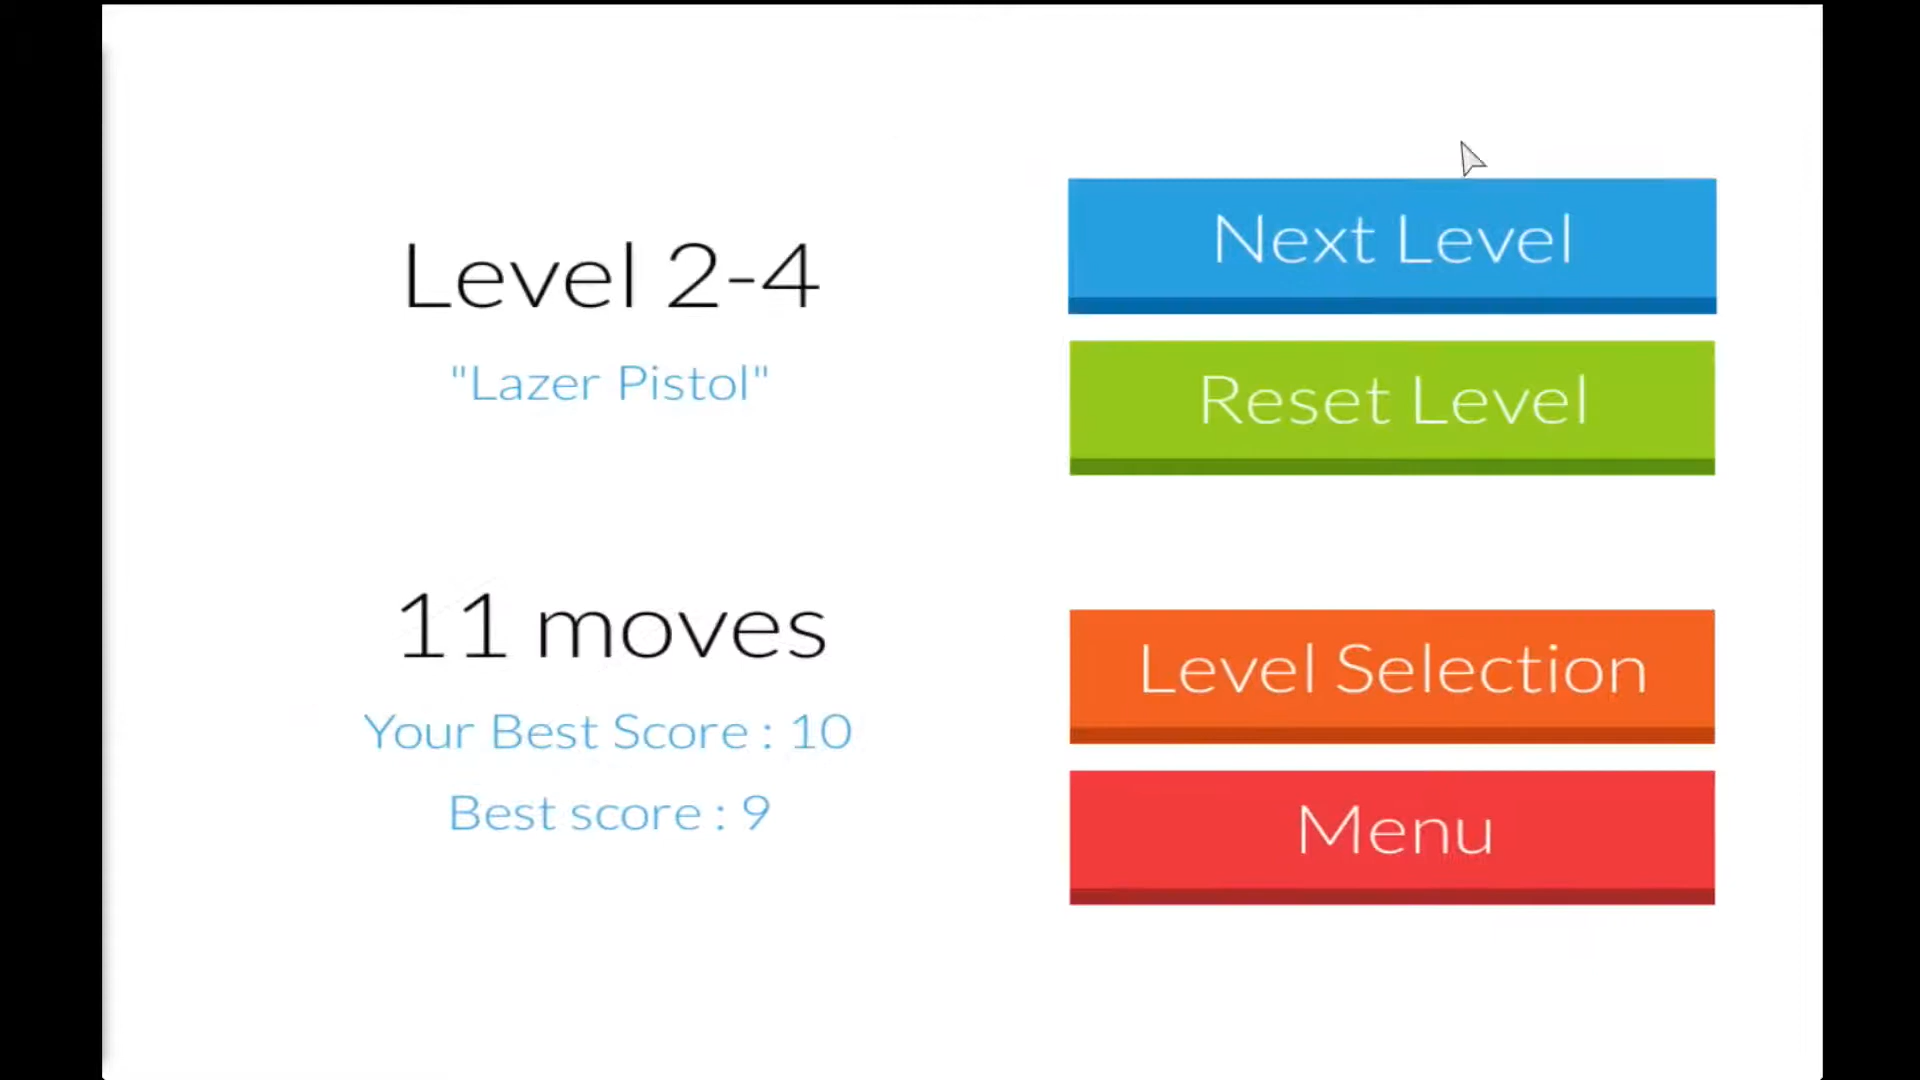 Level 2-4
"Lazer Pistol"
11 moves
Your Best Score : 10
Best score : 9
Next Level
Reset Level
Level Selection
Menu